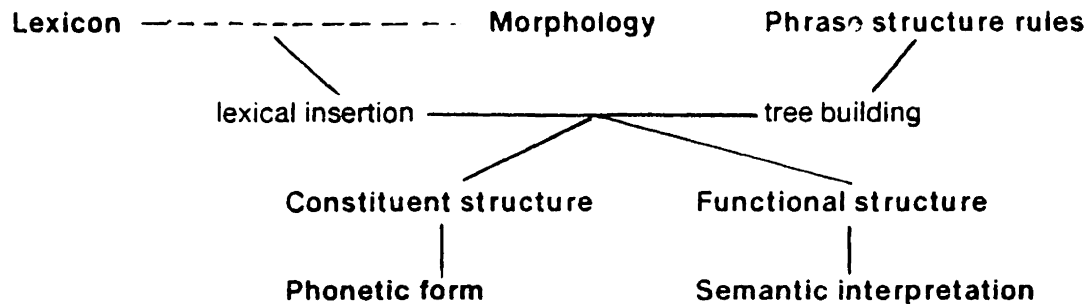 Lexicon Morphology Phrase structure rules
lexical insertion tree building
Constituent structure Functional structure
Phonetic form Semantic interpretation